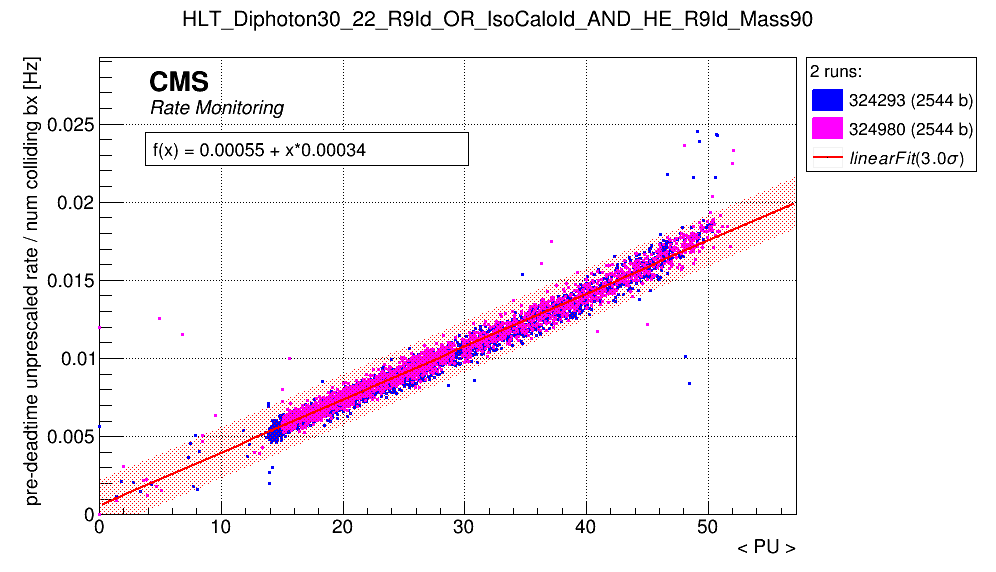 HLT_Diphoton30_22_R9Id_OR_IsoCaloId_AND_HE_R9Id_Mass90
CMS
Rate Monitoring
f(x) = 0.00055 + x*0.00034
2 runs:
324293 (2544 b)
324980 (2544 b)
linearFit(3.0σ)
pre-deadtime unprescaled rate / num colliding bx [Hz]
0.025
0.02
0.015
0.01
0.005
0
0 10 20 30 40 50
< PU >